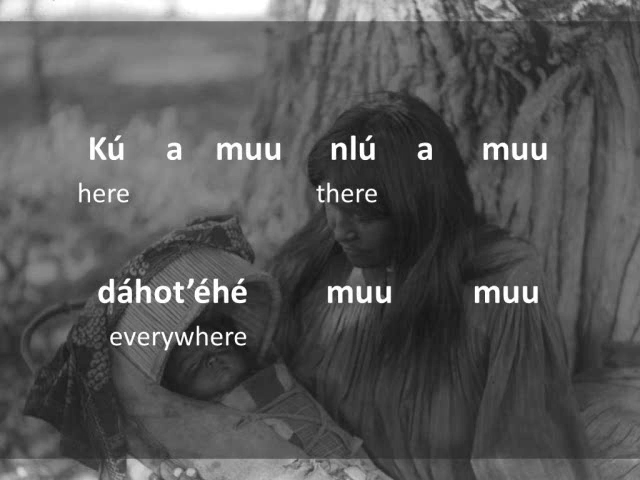 Kú a muu nlú a muu
here there
dáhot’éhé muu muu
everywhere